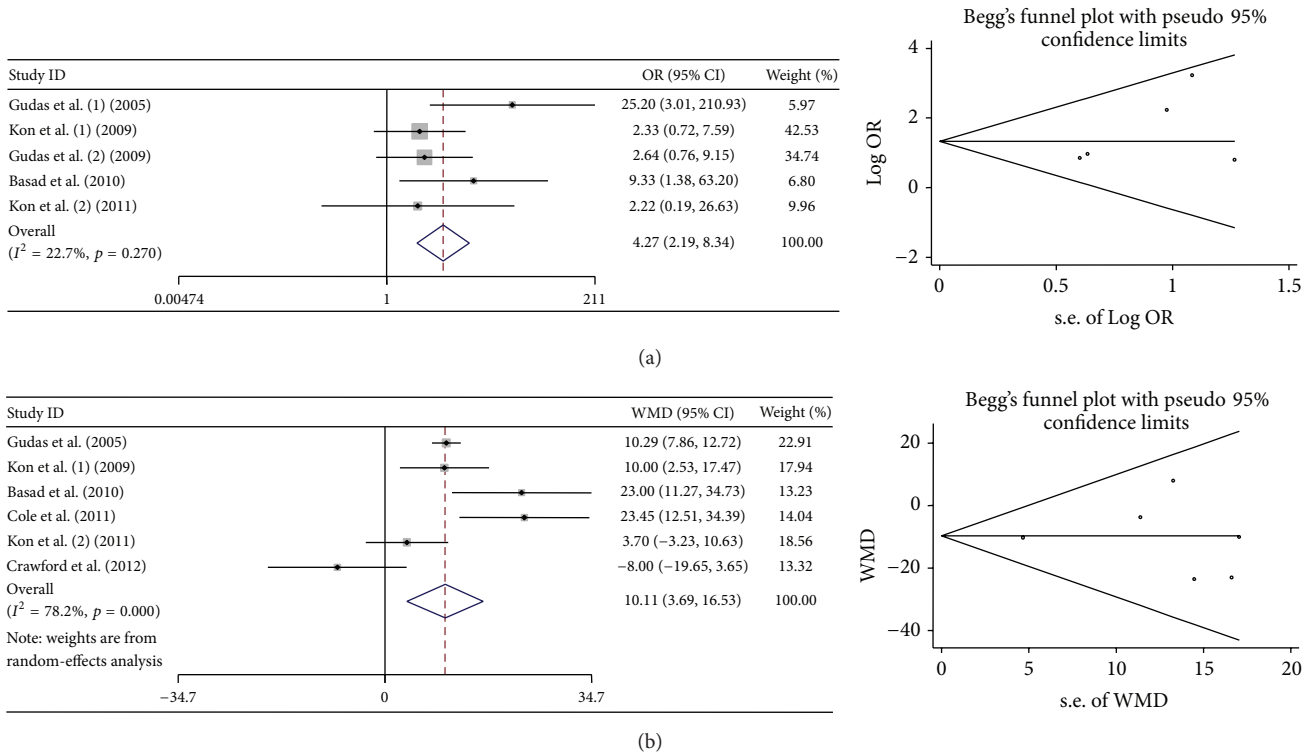 Study ID OR (95% CI) Weight (%)
Gudas et al. (1) (2005) 25.20 (3.01, 210.93) 5.97
Kon et al. (1) (2009) 2.33 (0.72, 7.59) 42.53
Gudas et al. (2) (2009) 2.64 (0.76, 9.15) 34.74
Basad et al. (2010) 9.33 (1.38, 63.20) 6.80
Kon et al. (2) (2011) 2.22 (0.19, 26.63) 9.96
Overall
(I² = 22.7%, p = 0.270) 4.27 (2.19, 8.34) 100.00
0.00474 1 211
Begg's funnel plot with pseudo 95%
confidence limits
4
2
0
−2
Log OR
0 0.5 1 1.5
s.e. of Log OR
(a)
Study ID WMD (95% CI) Weight (%)
Gudas et al. (2005) 10.29 (7.86, 12.72) 22.91
Kon et al. (1) (2009) 10.00 (2.53, 17.47) 17.94
Basad et al. (2010) 23.00 (11.27, 34.73) 13.23
Cole et al. (2011) 23.45 (12.51, 34.39) 14.04
Kon et al. (2) (2011) 3.70 (−3.23, 10.63) 18.56
Crawford et al. (2012) −8.00 (−19.65, 3.65) 13.32
Overall
(I² = 78.2%, p = 0.000) 10.11 (3.69, 16.53) 100.00
Note: weights are from
random-effects analysis
−34.7 0 34.7
Begg's funnel plot with pseudo 95%
confidence limits
20
0
−20
−40
WMD
0 5 10 15 20
s.e. of WMD
(b)